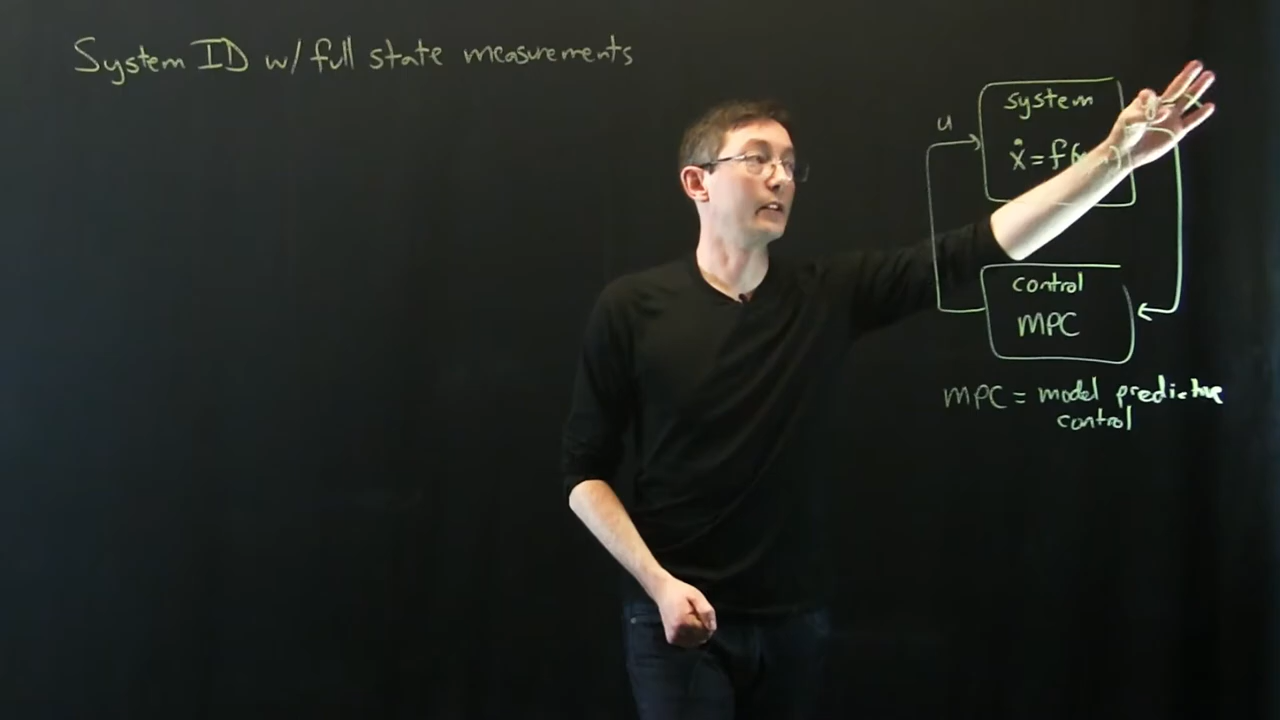 System ID w/ full state measurements
u
system
ẋ = f(
control
MPC
MPC = model predictive
control